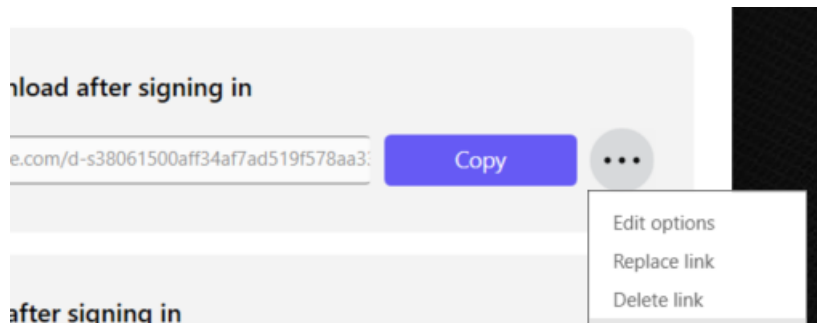 nload after signing in
e.com/d-s38061500aff34af7ad519f578aa3
Copy
Edit options
Replace link
Delete link
after signing in